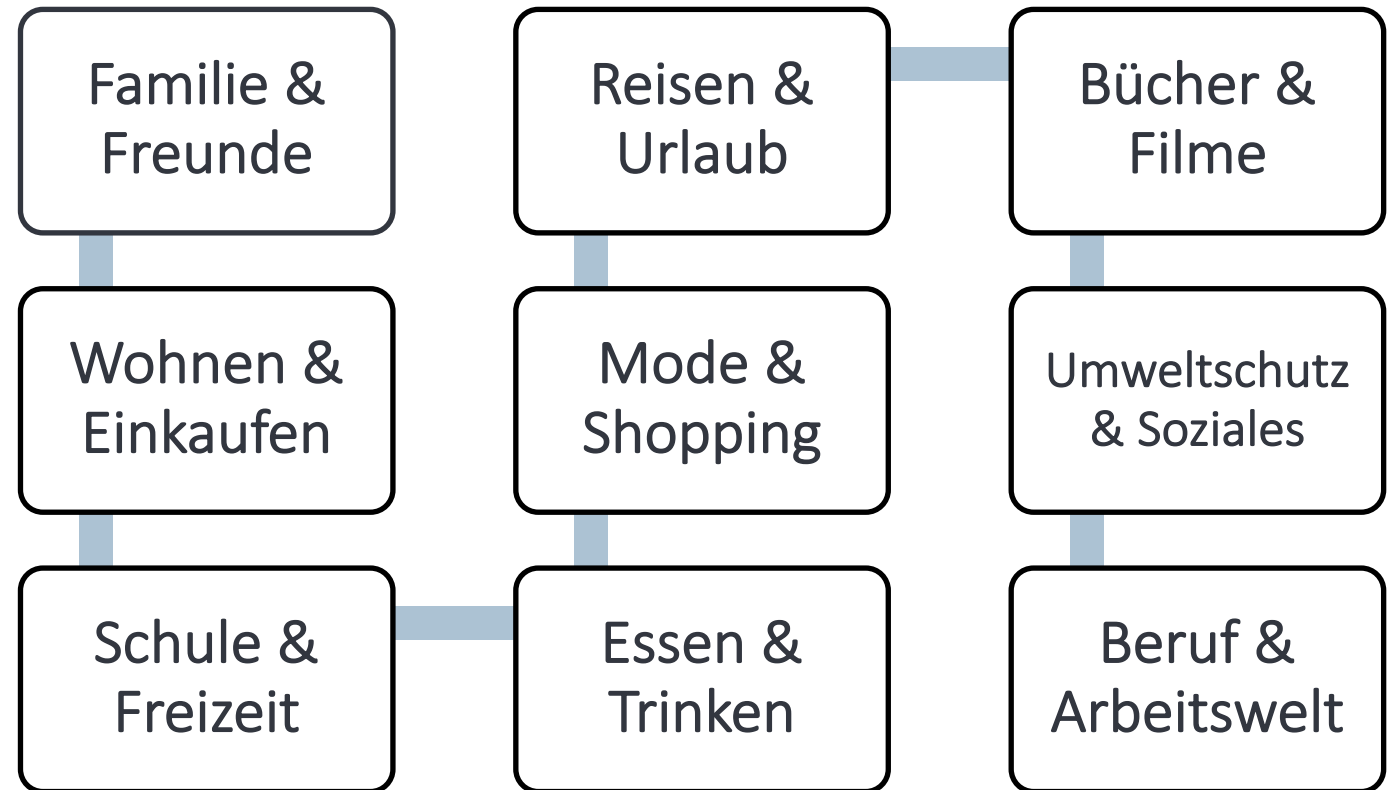 Familie &
Freunde
Wohnen &
Einkaufen
Schule &
Freizeit
Essen &
Trinken
Mode &
Shopping
Reisen &
Urlaub
Bücher &
Filme
Umweltschutz
& Soziales
Beruf &
Arbeitswelt